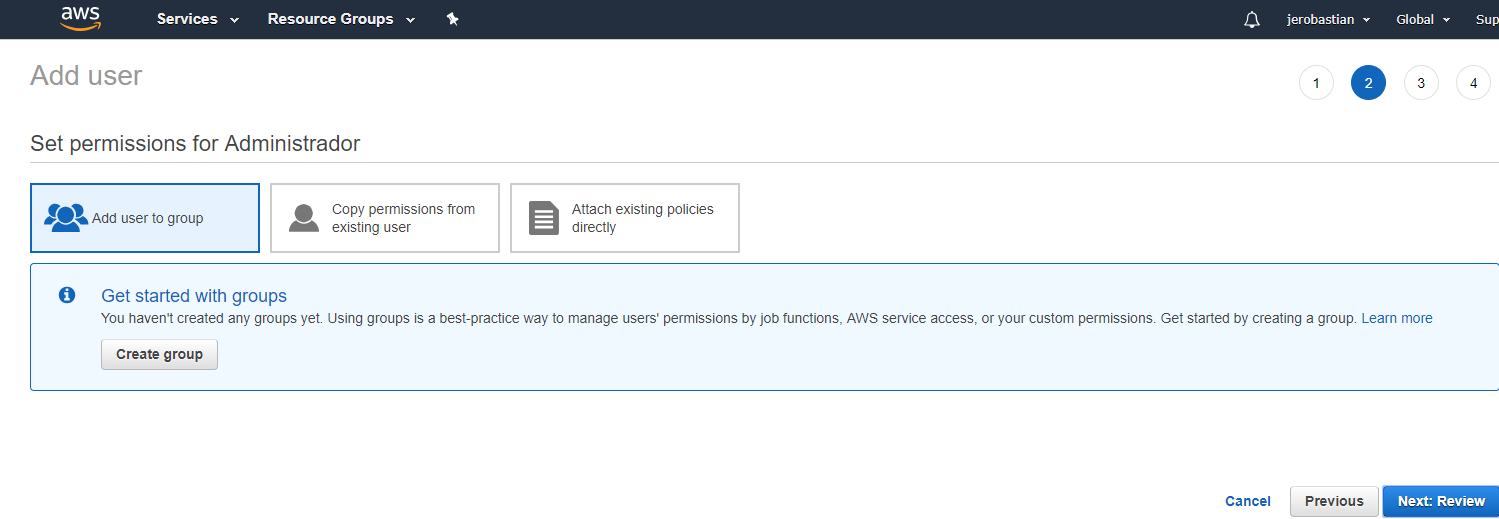 aws Services Resource Groups jerobastian Global Sup
Add user
1 2 3 4
Set permissions for Administrador
Add user to group
Copy permissions from
existing user
Attach existing policies
directly
Get started with groups
You haven't created any groups yet. Using groups is a best-practice way to manage users' permissions by job functions, AWS service access, or your custom permissions. Get started by creating a group. Learn more
Create group
Cancel Previous Next: Review